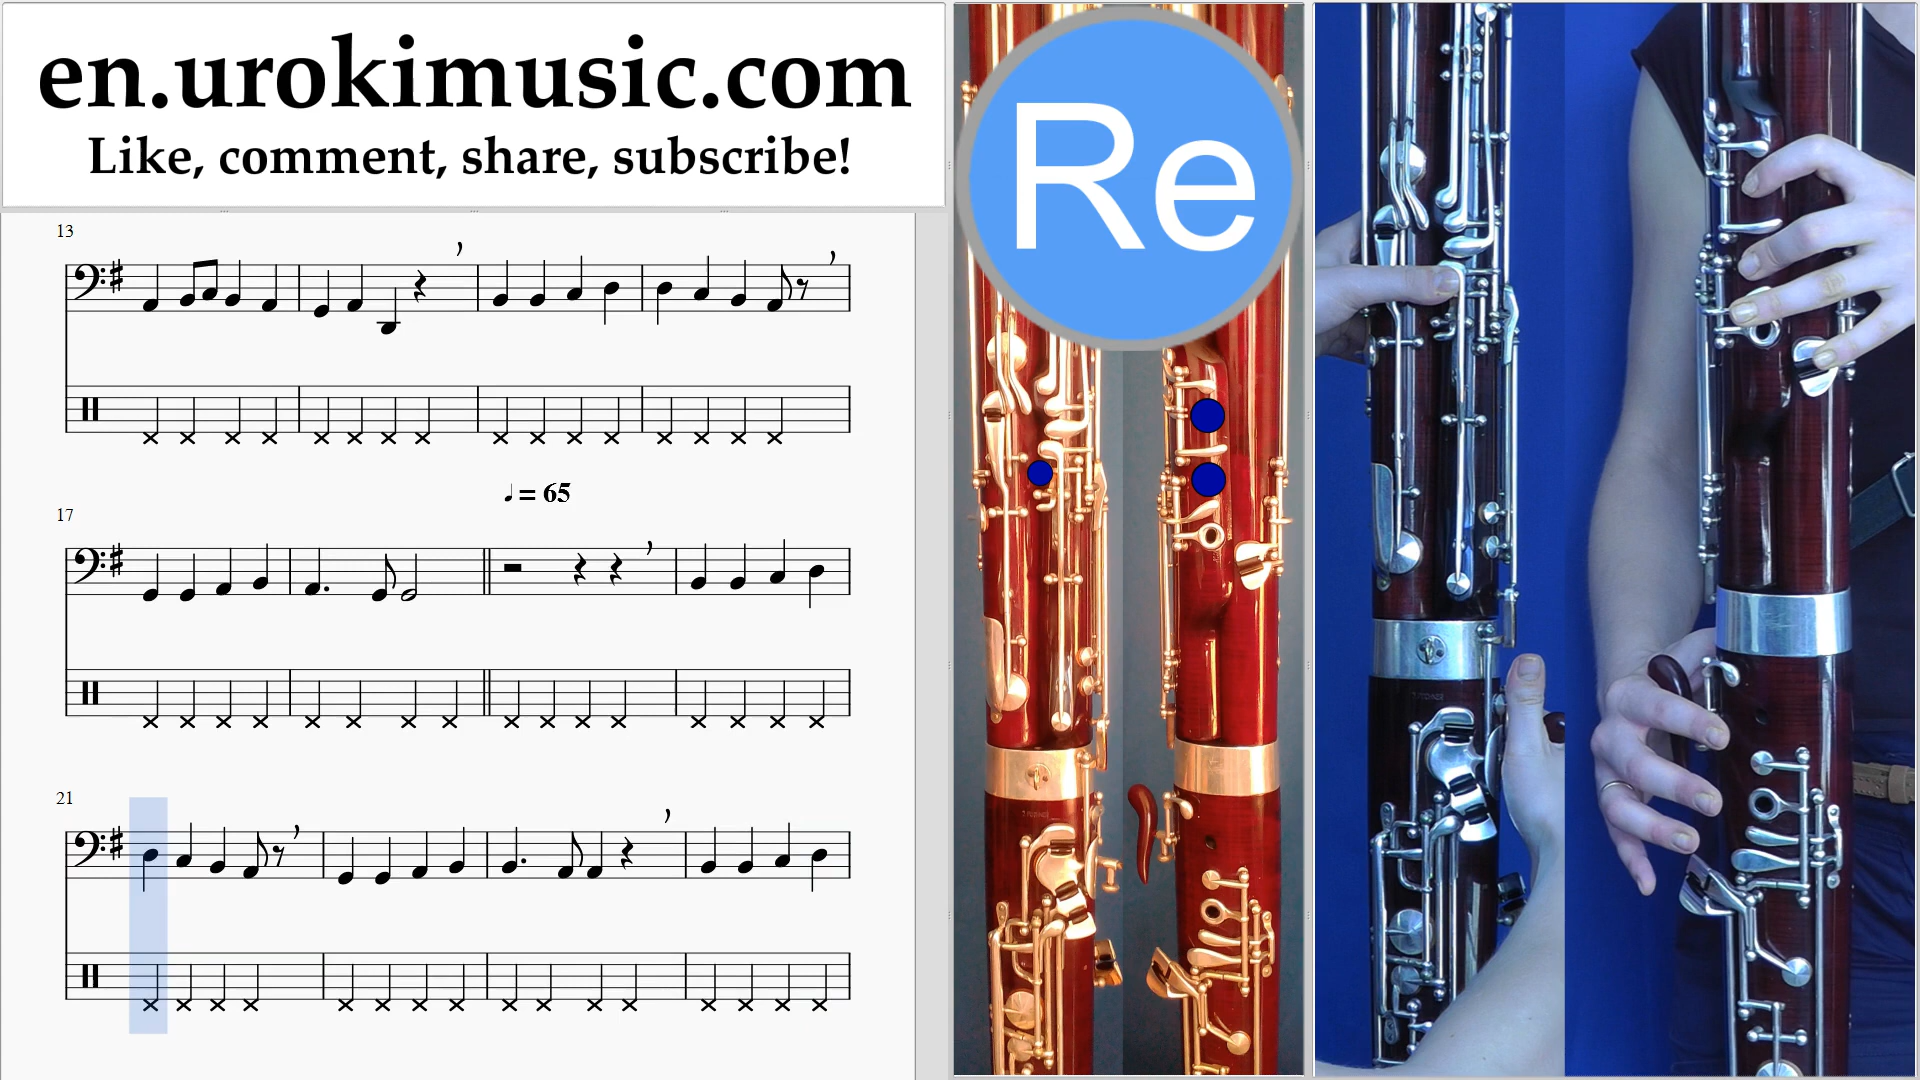 en.urokimusic.com
Like, comment, share, subscribe!
Re
13
♩ = 65
17
21